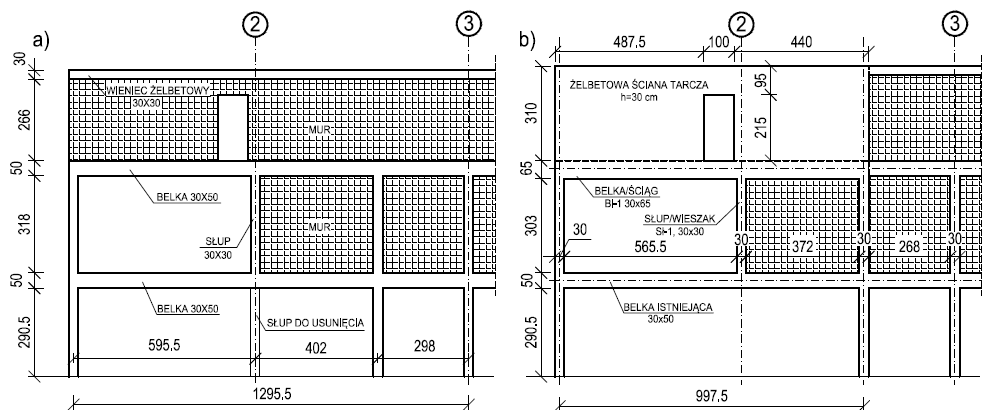 a)
2
3
30
266
50
318
50
290.5
WIENIEC ŻELBETOWY
30X30
MUR
BELKA 30X50
SŁUP
30X30
MUR
BELKA 30X50
SŁUP DO USUNIĘCIA
595.5
402
298
1295.5
b)
2
3
487.5
100
440
310
65
303
50
290.5
ŻELBETOWA ŚCIANA TARCZA
h=30 cm
95
215
BELKA/ŚCIĄG
Bl-1 30x65
SŁUP/WIESZAK
Sl-1, 30x30
30
565.5
30
372
30
268
30
BELKA ISTNIEJĄCA
30x50
997.5